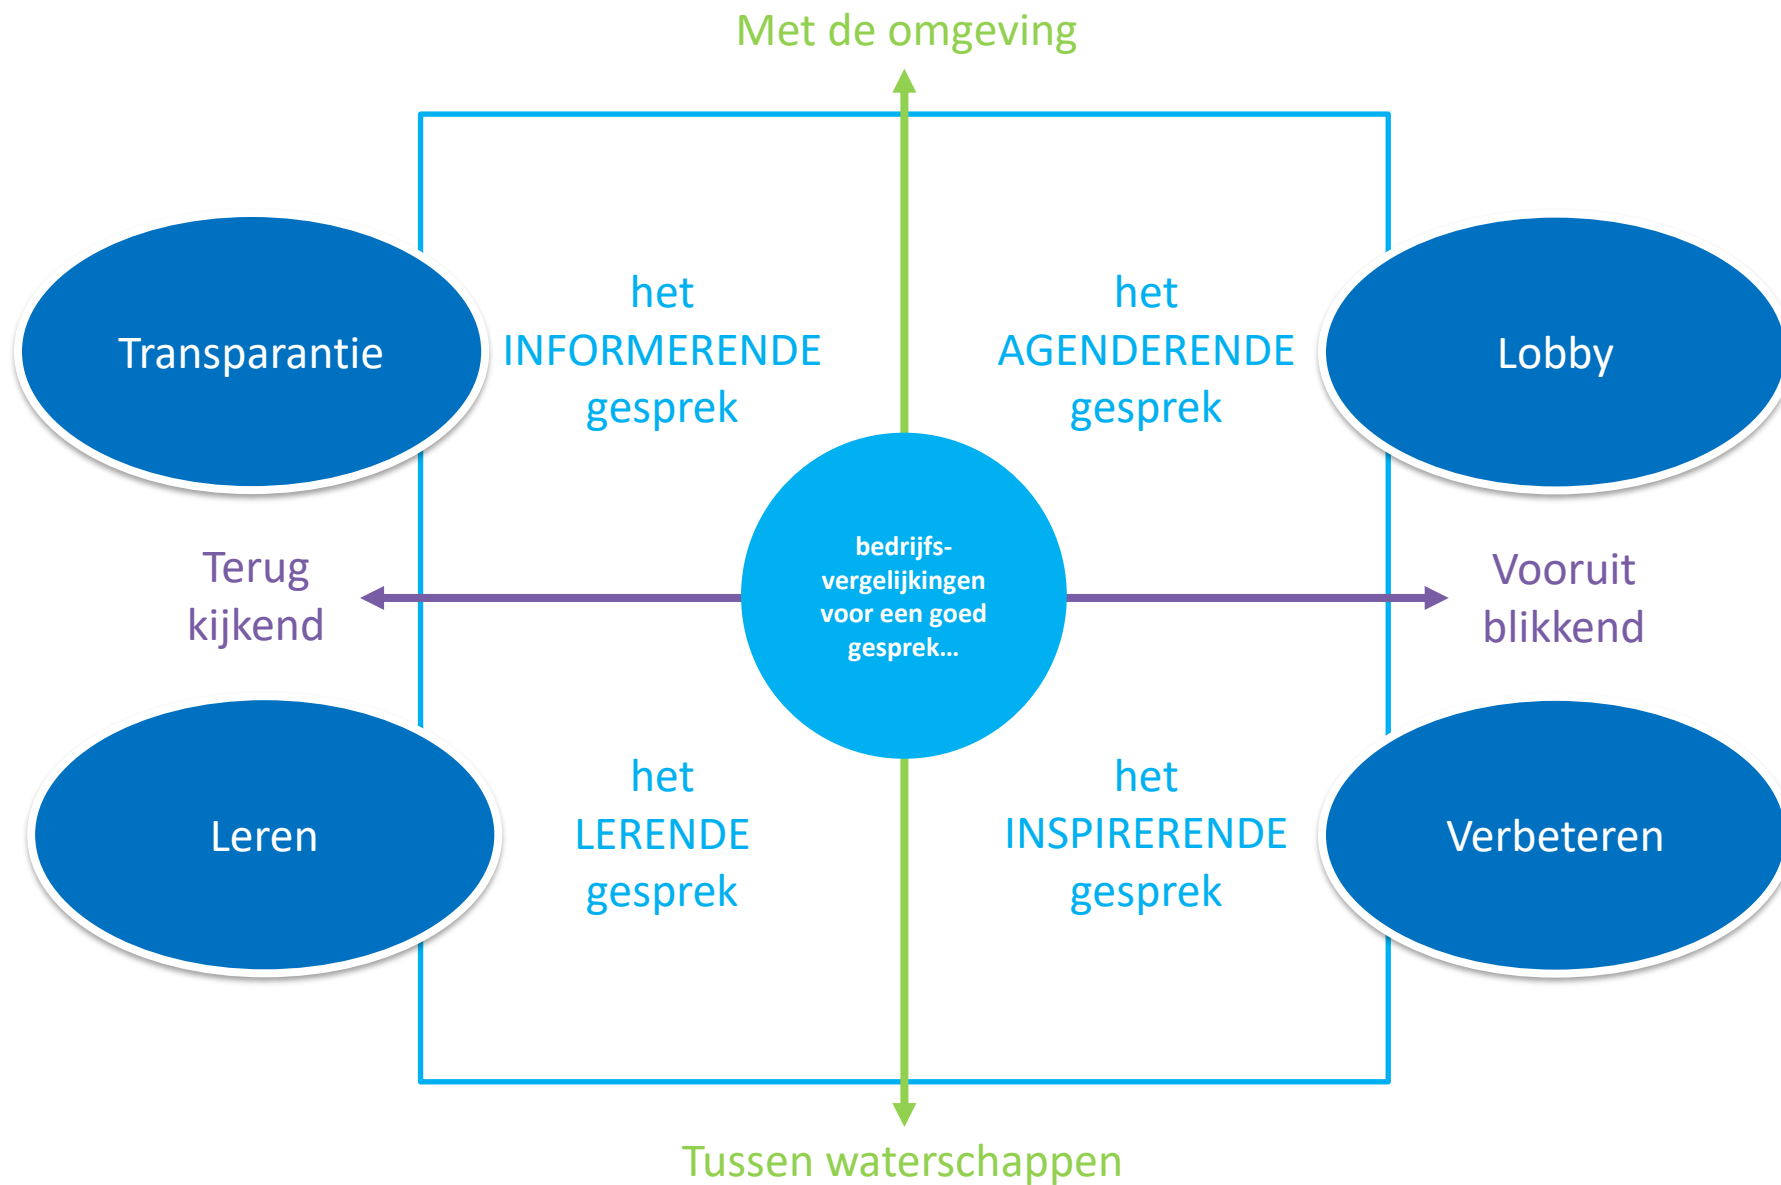 Met de omgeving
Transparantie
het
INFORMERENDE
gesprek
het
AGENDERENDE
gesprek
Lobby
Terug
kijkend
bedrijfs-
vergelijkingen
voor een goed
gesprek...
Vooruit
blikkend
Leren
het
LERENDE
gesprek
het
INSPIRERENDE
gesprek
Verbeteren
Tussen waterschappen